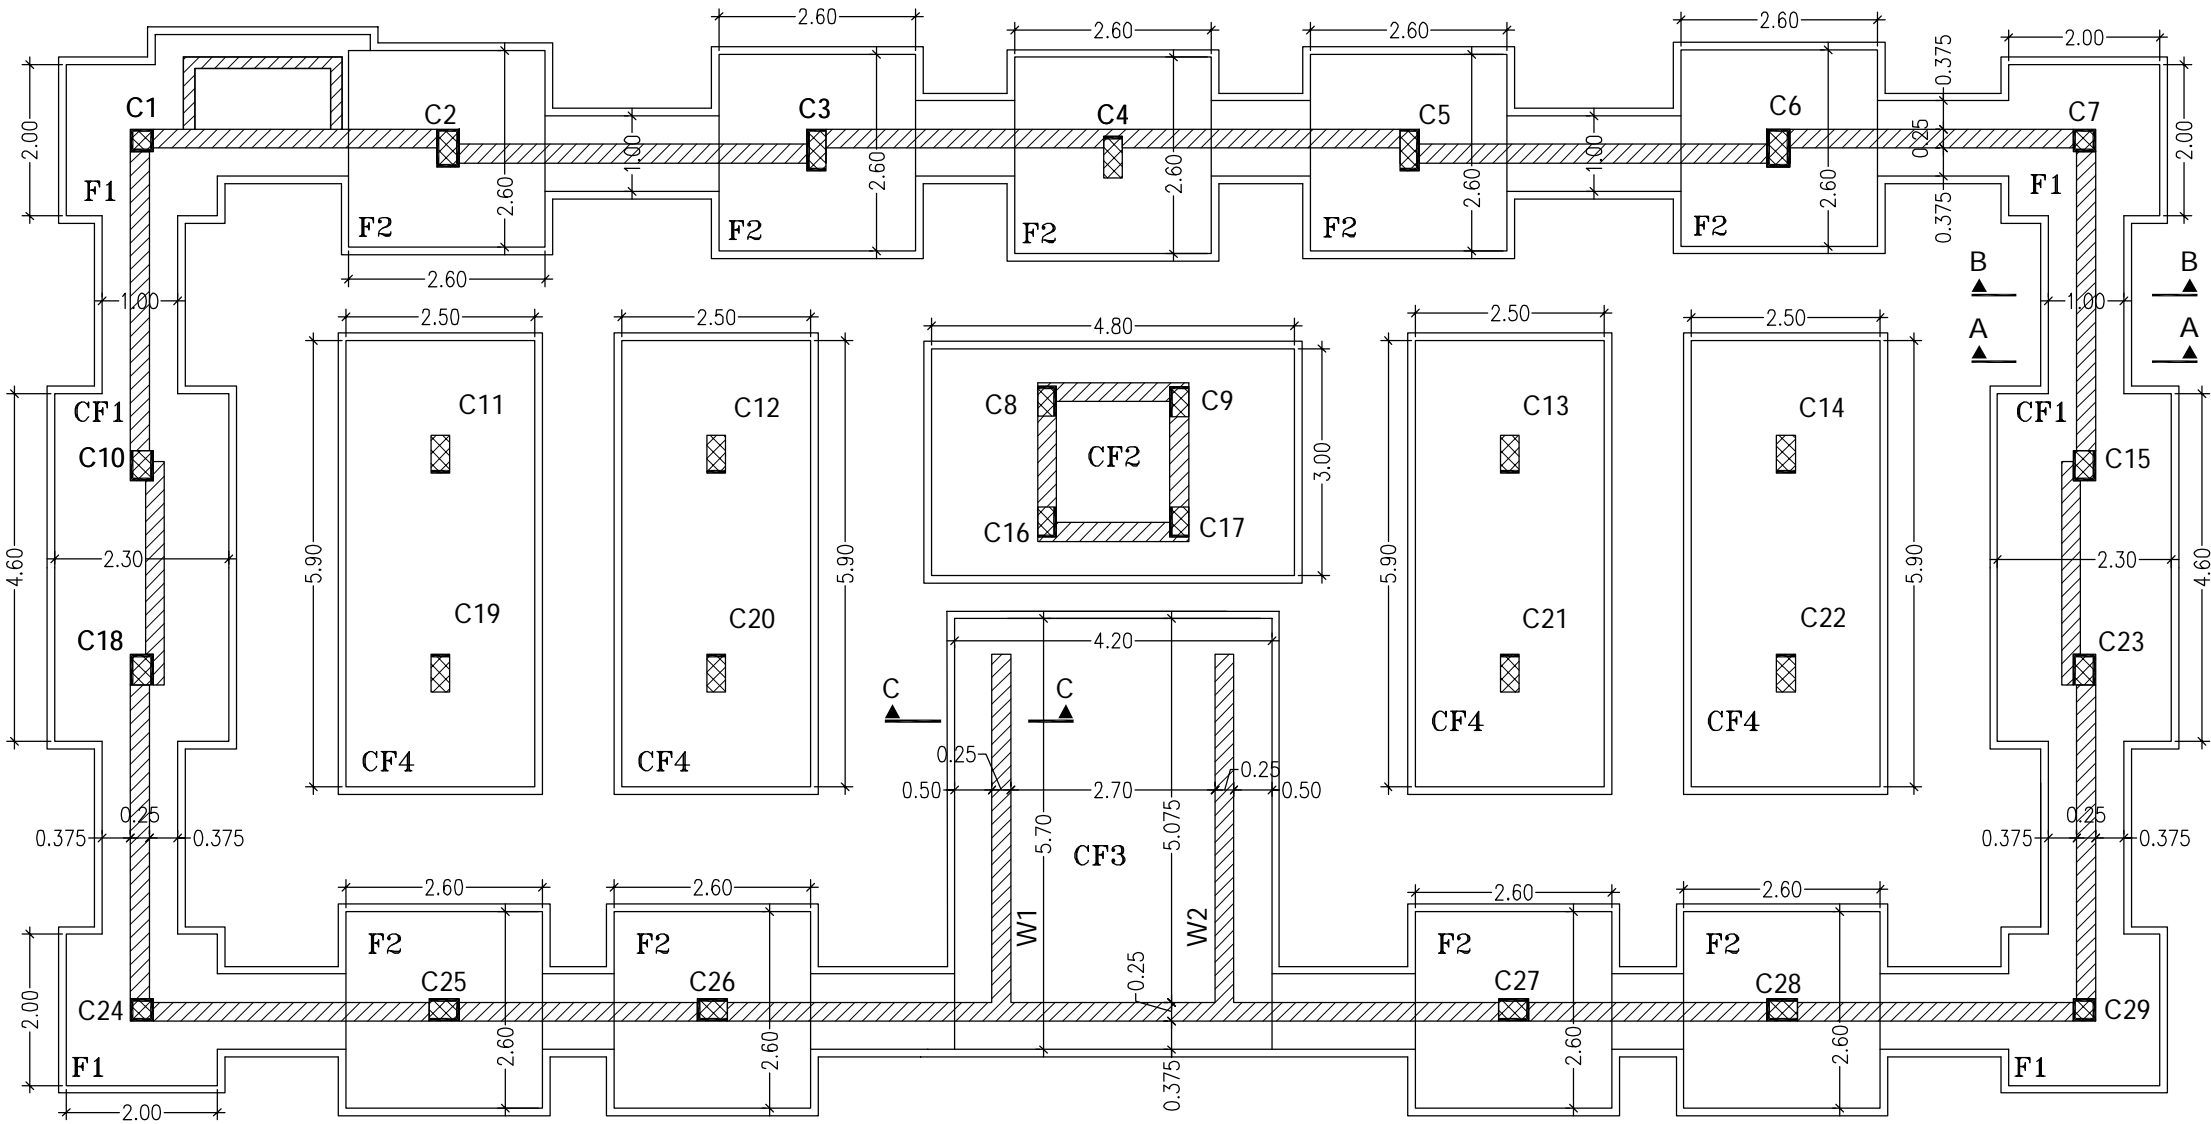 2.60
2.60
2.60
2.60
2.00
0.375
C1
C2
C3
C4
C5
C6
C7
2.00
1.00
2.60
2.60
2.60
2.60
1.00
2.60
0.25
2.00
F1
F2
F2
F2
F2
F2
F1
0.375
2.60
B
B
1.00
2.50
2.50
4.80
2.50
2.50
1.00
A
A
CF1
C11
C12
C8
C9
C13
C14
CF1
C10
CF2
3.00
C15
C16
C17
4.60
2.30
5.90
5.90
5.90
5.90
2.30
4.60
C18
C19
C20
4.20
C21
C22
C23
C
C
CF4
CF4
CF4
CF4
0.25
0.25
0.50
2.70
0.50
0.25
0.25
0.375
0.375
5.70
5.075
0.375
0.375
CF3
2.60
2.60
2.60
2.60
F2
F2
W1
W2
F2
F2
0.25
C24
C25
C26
C27
C28
C29
2.00
2.60
2.60
2.60
2.60
F1
0.375
F1
2.00